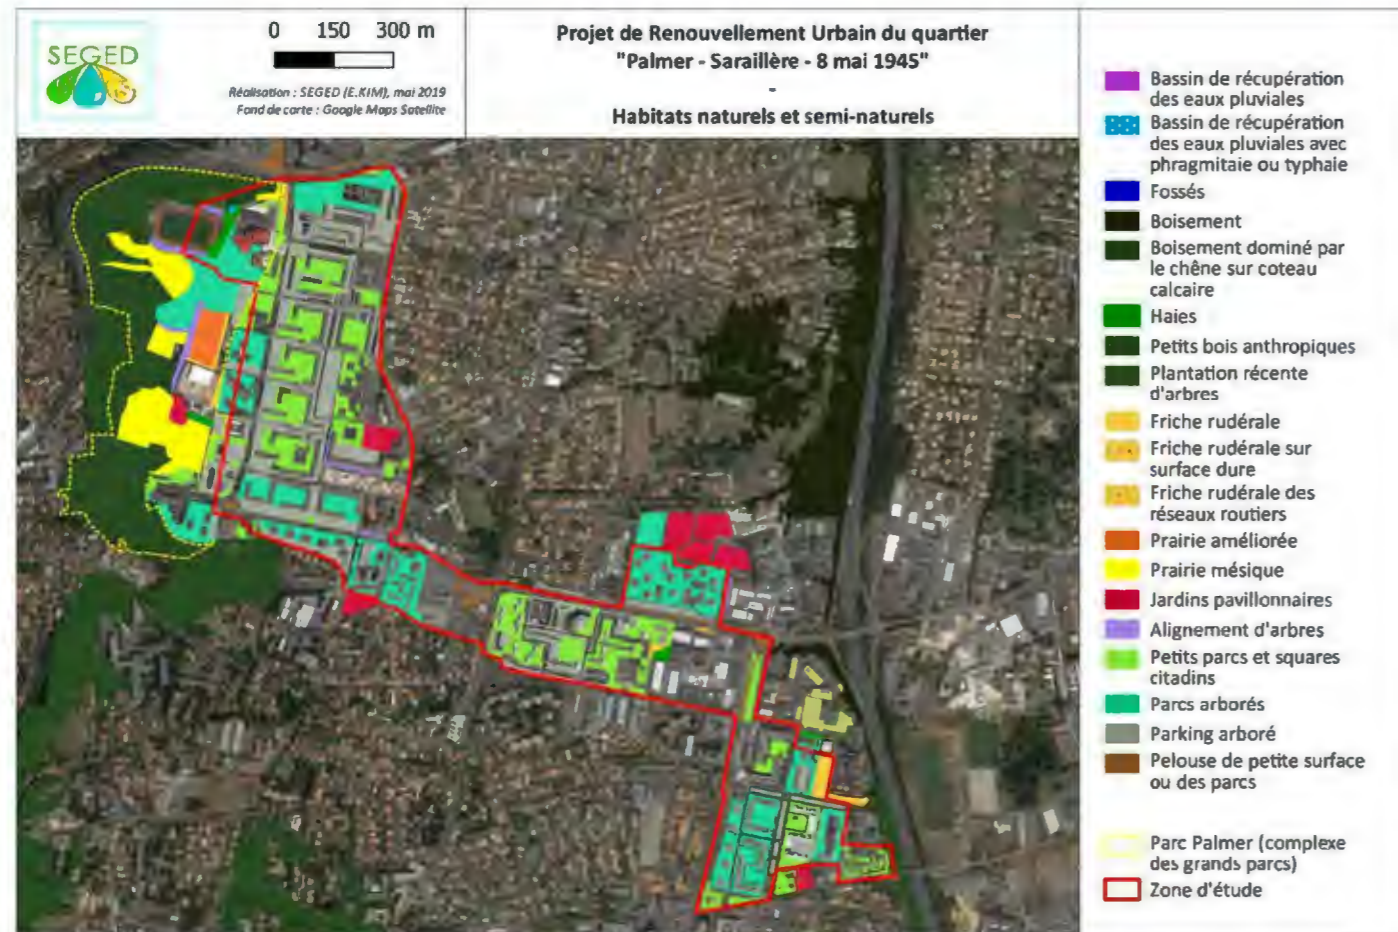 SEGED
0 150 300 m
Réalisation : SEGED (E.KIM), mai 2019
Fond de carte : Google Maps Satellite
Projet de Renouvellement Urbain du quartier
"Palmer - Saraillère - 8 mai 1945"
-
Habitats naturels et semi-naturels
Bassin de récupération
des eaux pluviales
Bassin de récupération
des eaux pluviales avec
phragmitaie ou typhaie
Fossés
Boisement
Boisement dominé par
le chêne sur coteau
calcaire
Haies
Petits bois anthropiques
Plantation récente
d'arbres
Friche rudérale
Friche rudérale sur
surface dure
Friche rudérale des
réseaux routiers
Prairie améliorée
Prairie mésique
Jardins pavillonnaires
Alignement d'arbres
Petits parcs et squares
citadins
Parcs arborés
Parking arboré
Pelouse de petite surface
ou des parcs
Parc Palmer (complexe
des grands parcs)
Zone d'étude